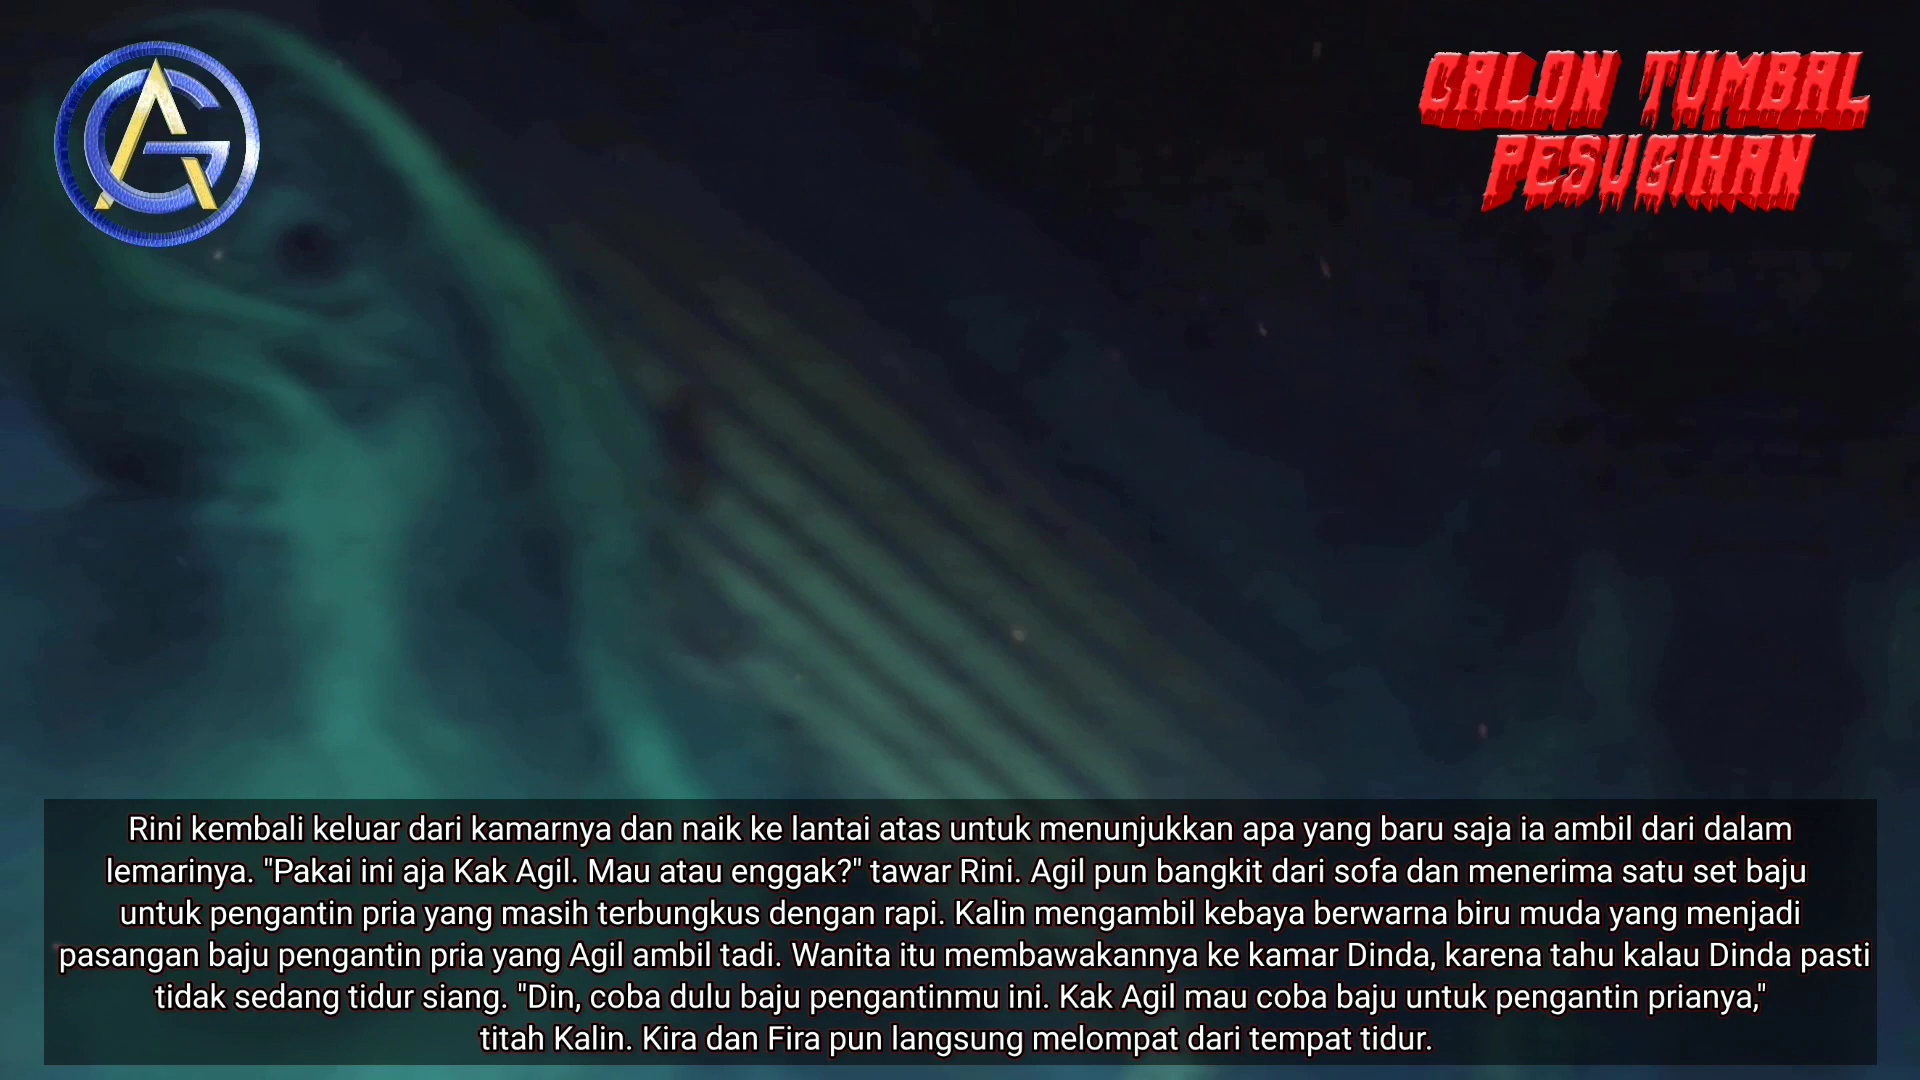 CALON TUMBAL
PESUGIHAN
Rini kembali keluar dari kamarnya dan naik ke lantai atas untuk menunjukkan apa yang baru saja ia ambil dari dalam
lemarinya. "Pakai ini aja Kak Agil. Mau atau enggak?" tawar Rini. Agil pun bangkit dari sofa dan menerima satu set baju
untuk pengantin pria yang masih terbungkus dengan rapi. Kalin mengambil kebaya berwarna biru muda yang menjadi
pasangan baju pengantin pria yang Agil ambil tadi. Wanita itu membawakannya ke kamar Dinda, karena tahu kalau Dinda pasti
tidak sedang tidur siang. "Din, coba dulu baju pengantinmu ini. Kak Agil mau coba baju untuk pengantin prianya,"
titah Kalin. Kira dan Fira pun langsung melompat dari tempat tidur.